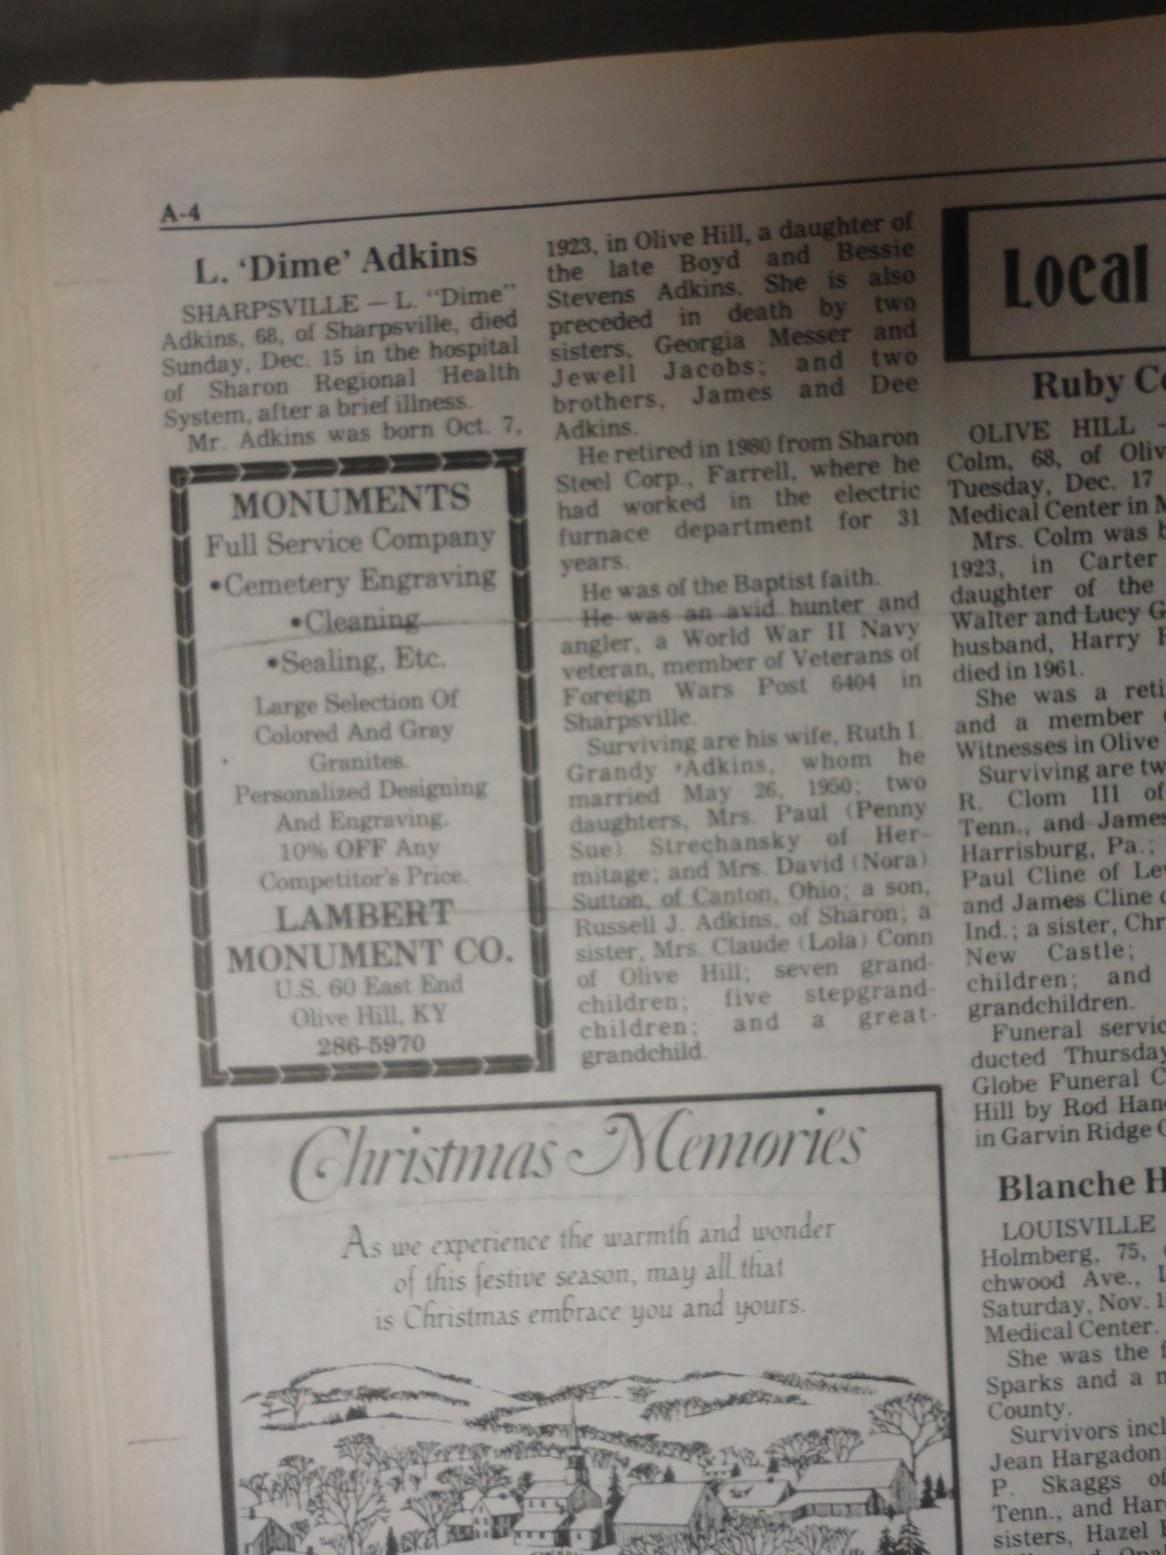 A-4
L. 'Dime' Adkins
SHARPSVILLE — L. "Dime"
Adkins, 68, of Sharpsville, died
Sunday, Dec. 15 in the hospital
of Sharon Regional Health
System, after a brief illness.
Mr. Adkins was born Oct. 7,
MONUMENTS
Full Service Company
•Cemetery Engraving
•Cleaning
•Sealing, Etc.
Large Selection Of
Colored And Gray
Granites.
Personalized Designing
And Engraving.
10% OFF Any
Competitor's Price.
LAMBERT
MONUMENT CO.
U.S. 60 East End
Olive Hill, KY
286-5970
1923, in Olive Hill, a daughter of
the late Boyd and Bessie
Stevens Adkins. She is also
preceded in death by two
sisters, Georgia Messer and
Jewell Jacobs; and two
brothers, James and Dee
Adkins.
He retired in 1980 from Sharon
Steel Corp., Farrell, where he
had worked in the electric
furnace department for 31
years.
He was of the Baptist faith.
He was an avid hunter and
angler, a World War II Navy
veteran, member of Veterans of
Foreign Wars Post 6404 in
Sharpsville.
Surviving are his wife, Ruth I.
Grandy Adkins, whom he
married May 26, 1950; two
daughters, Mrs. Paul (Penny
Sue) Strechansky of Her-
mitage; and Mrs. David (Nora)
Sutton, of Canton, Ohio; a son,
Russell J. Adkins, of Sharon; a
sister, Mrs. Claude (Lola) Conn
of Olive Hill; seven grand-
children; five stepgrand-
children; and a great-
grandchild.
Christmas Memories
As we experience the warmth and wonder
of this festive season, may all that
is Christmas embrace you and yours.
Local
Ruby Co
OLIVE HILL –
Colm, 68, of Oliv
Tuesday, Dec. 17
Medical Center in M
Mrs. Colm was b
1923, in Carter
daughter of the
Walter and Lucy G
husband, Harry
died in 1961.
She was a reti
and a member
Witnesses in Olive
Surviving are tw
R. Clom III of
Tenn., and James
Harrisburg, Pa.;
Paul Cline of Lev
and James Cline
Ind.; a sister, Chr
New Castle;
children; and
grandchildren.
Funeral servic
ducted Thursday
Globe Funeral C
Hill by Rod Han
in Garvin Ridge C
Blanche H
LOUISVILLE
Holmberg, 75,
chwood Ave., L
Saturday, Nov. 1
Medical Center.
She was the f
Sparks and a m
County.
Survivors incl
Jean Hargadon
P. Skaggs of
Tenn., and Har
sisters, Hazel